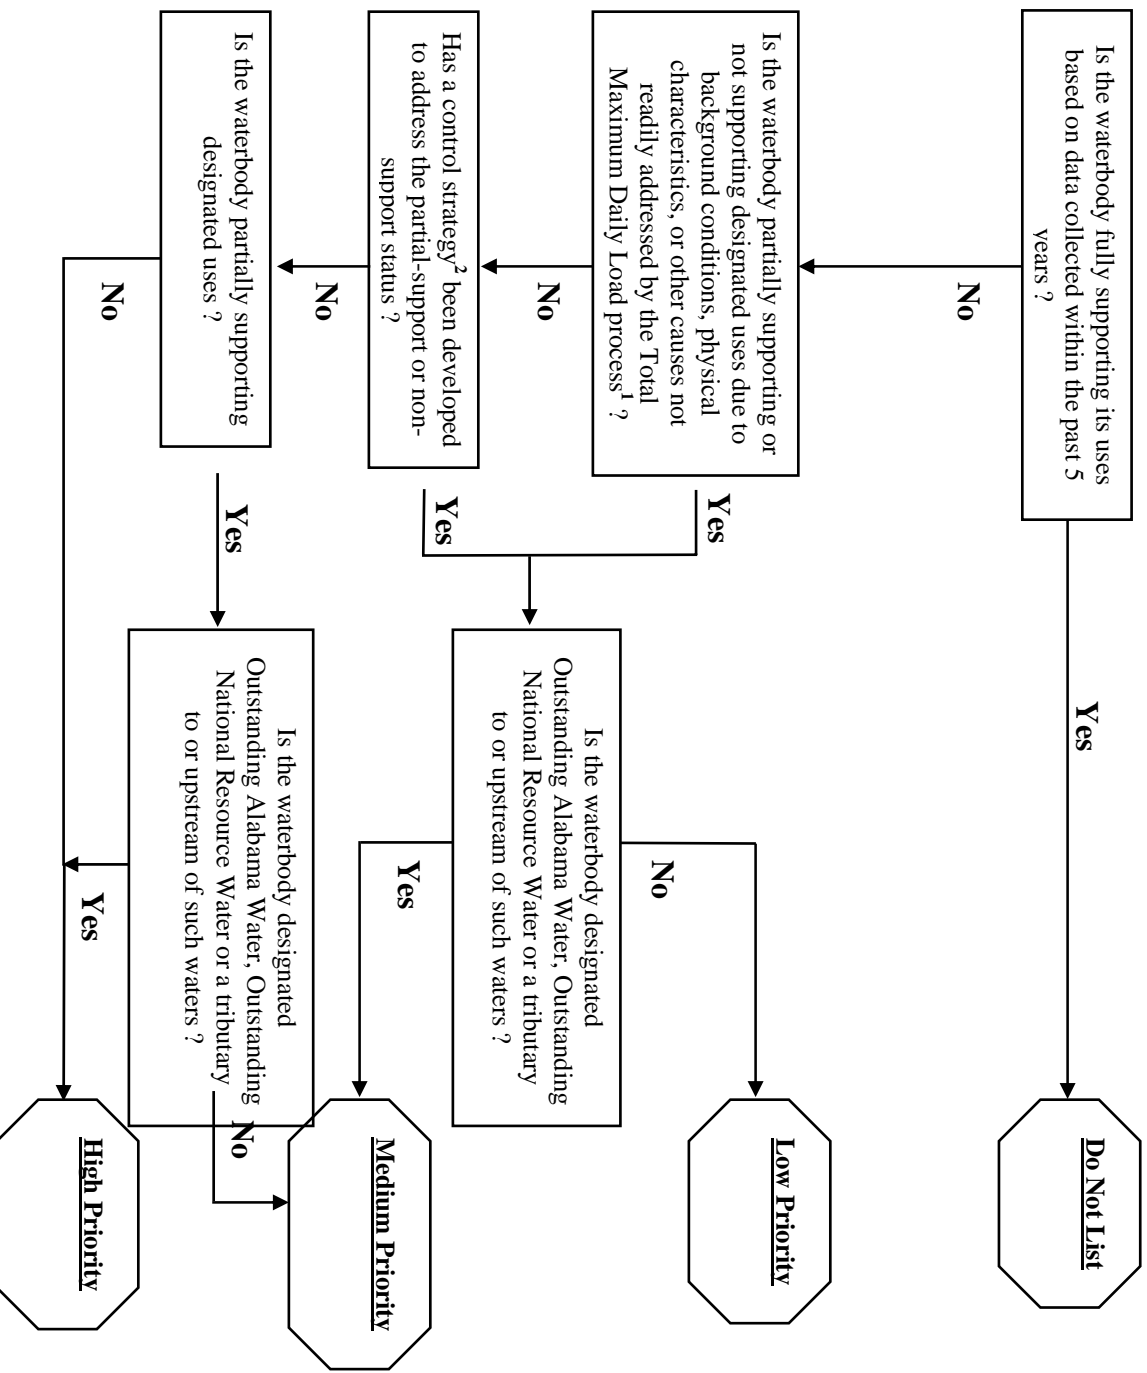 Is the waterbody fully supporting its uses
based on data collected within the past 5
years ?
Yes
Do Not List
No
Is the waterbody partially supporting or
not supporting designated uses due to
background conditions, physical
characteristics, or other causes not
readily addressed by the Total
Maximum Daily Load process¹ ?
Yes
No
Low Priority
No
Has a control strategy² been developed
to address the partial-support or non-
support status ?
Yes
Is the waterbody designated
Outstanding Alabama Water, Outstanding
National Resource Water or a tributary
to or upstream of such waters ?
Yes
Medium Priority
No
Is the waterbody partially supporting
designated uses ?
Yes
Is the waterbody designated
Outstanding Alabama Water, Outstanding
National Resource Water or a tributary
to or upstream of such waters ?
No
No
Yes
High Priority